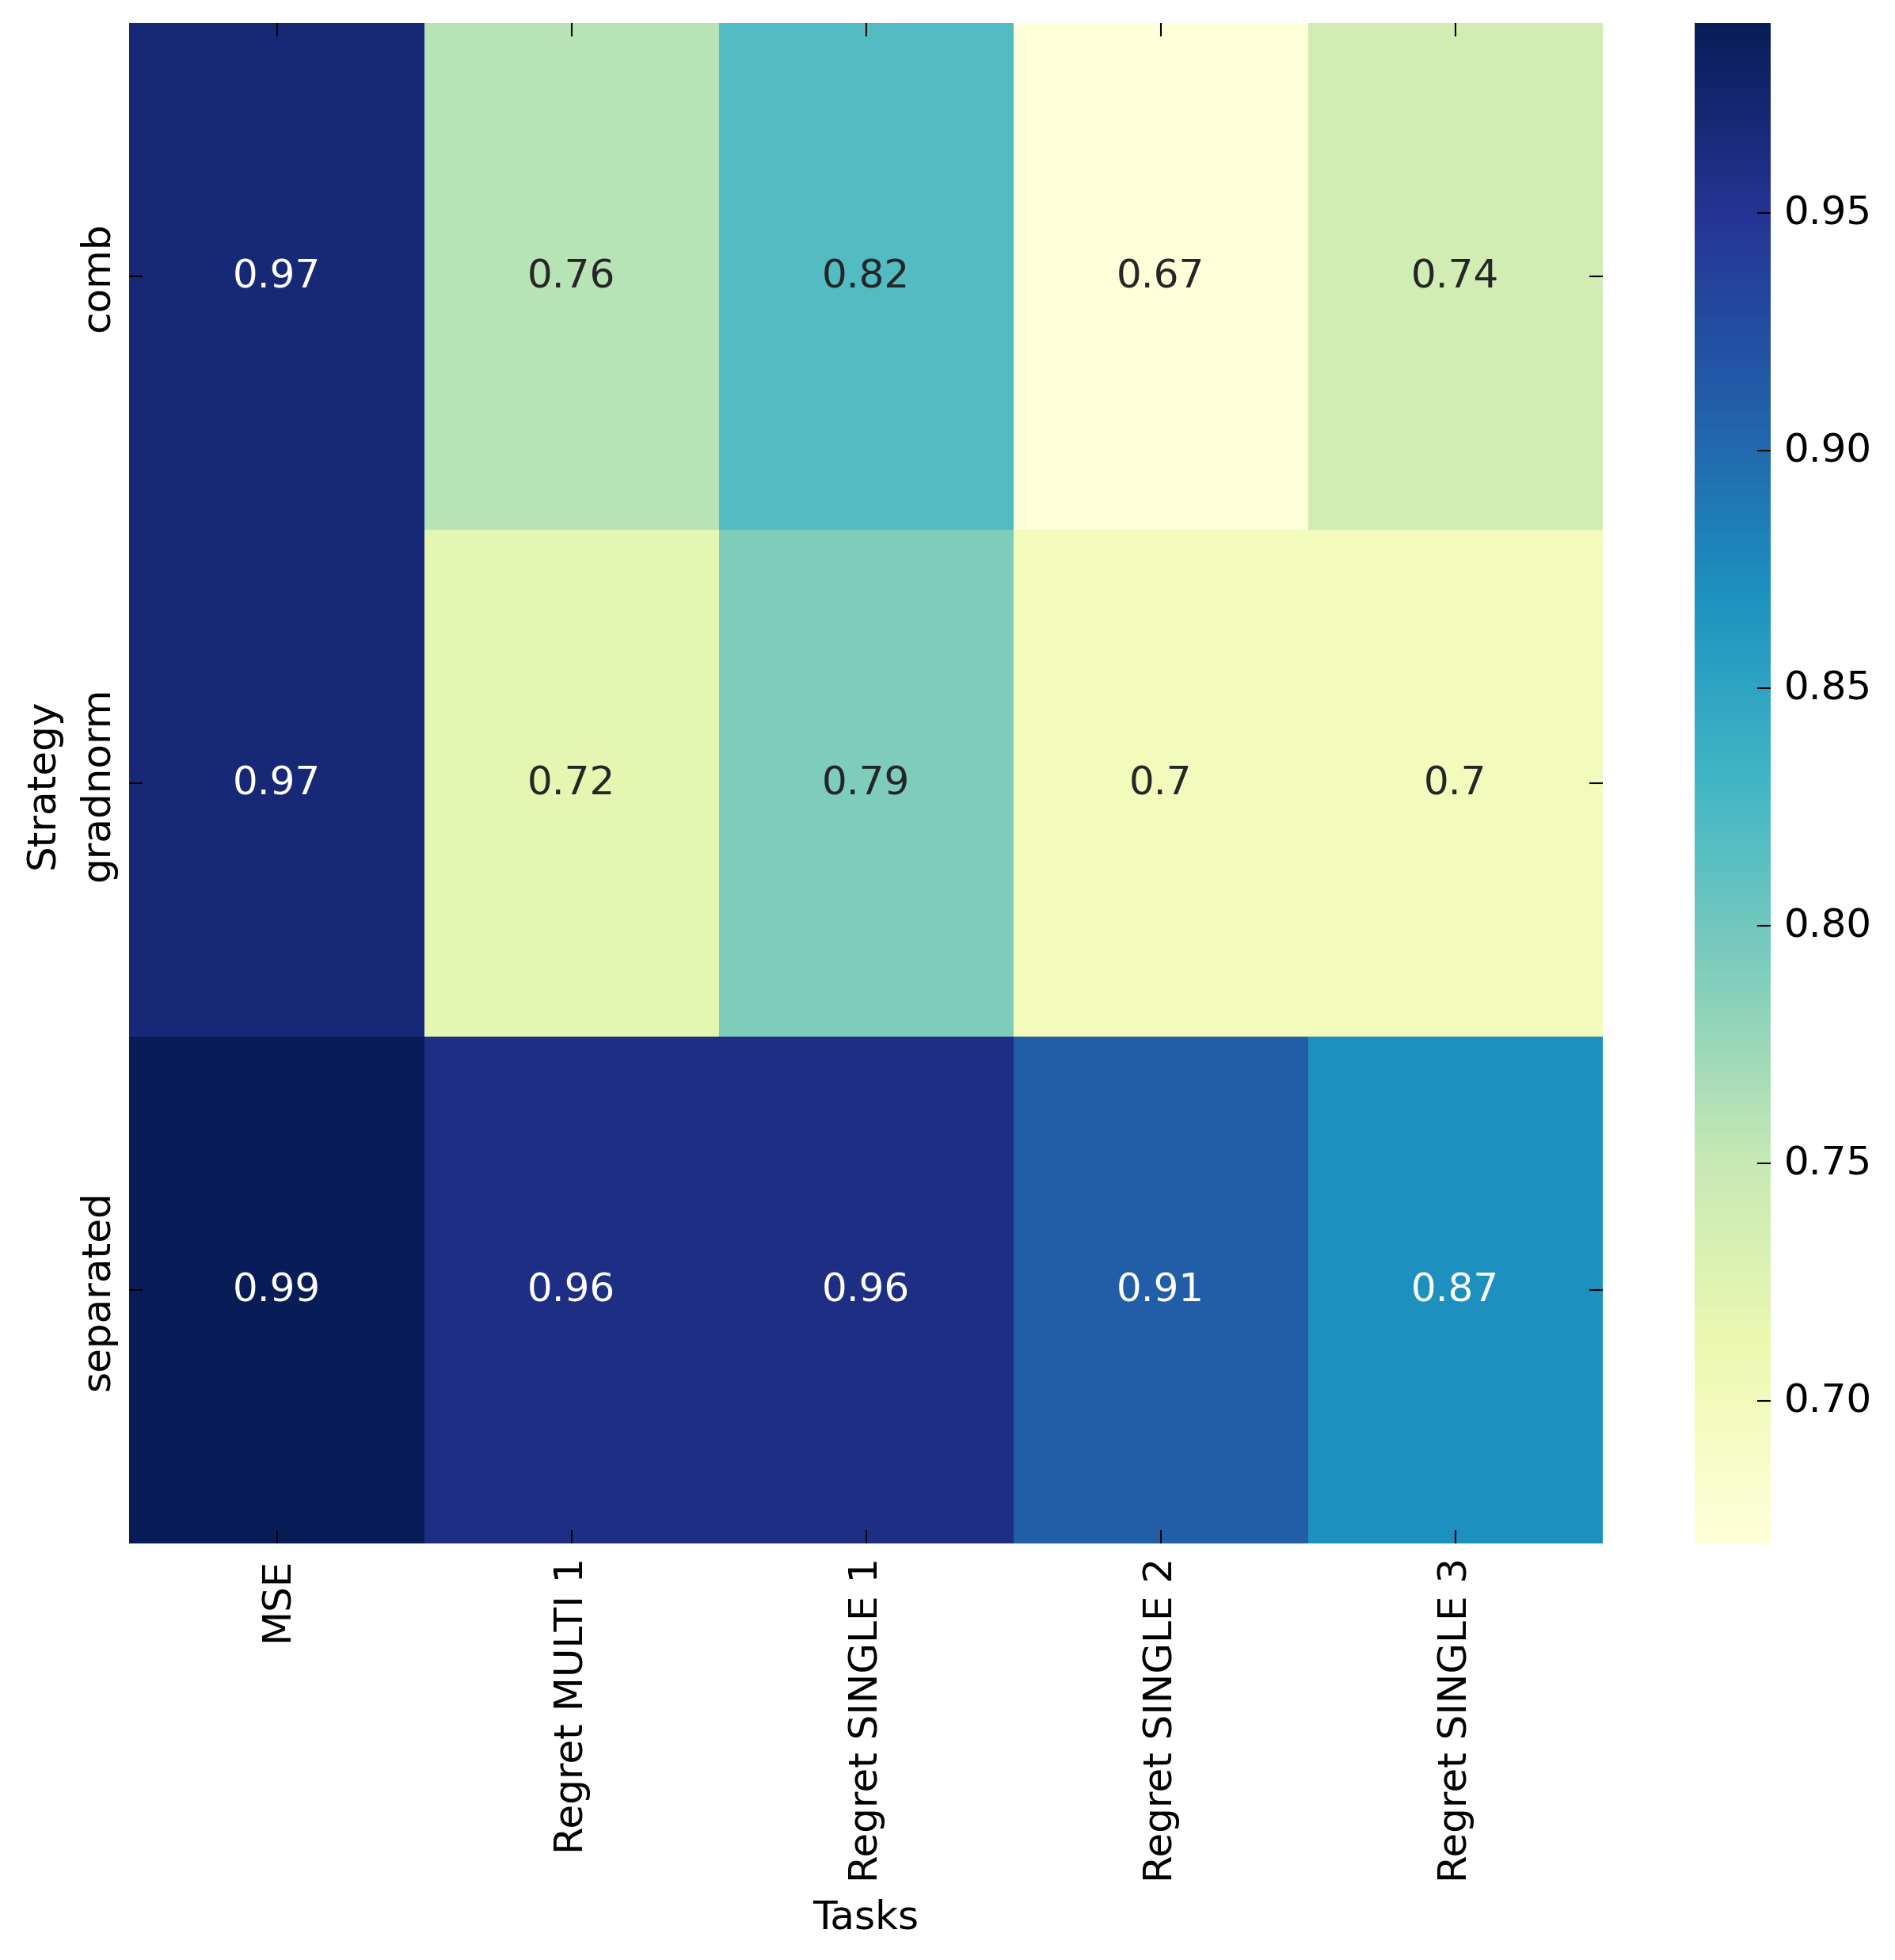 Strategy
comb
0.97 0.76 0.82 0.67 0.74
gradnorm
0.97 0.72 0.79 0.7 0.7
separated
0.99 0.96 0.96 0.91 0.87
MSE
Regret MULTI 1
Regret SINGLE 1
Regret SINGLE 2
Regret SINGLE 3
Tasks
0.95
0.90
0.85
0.80
0.75
0.70